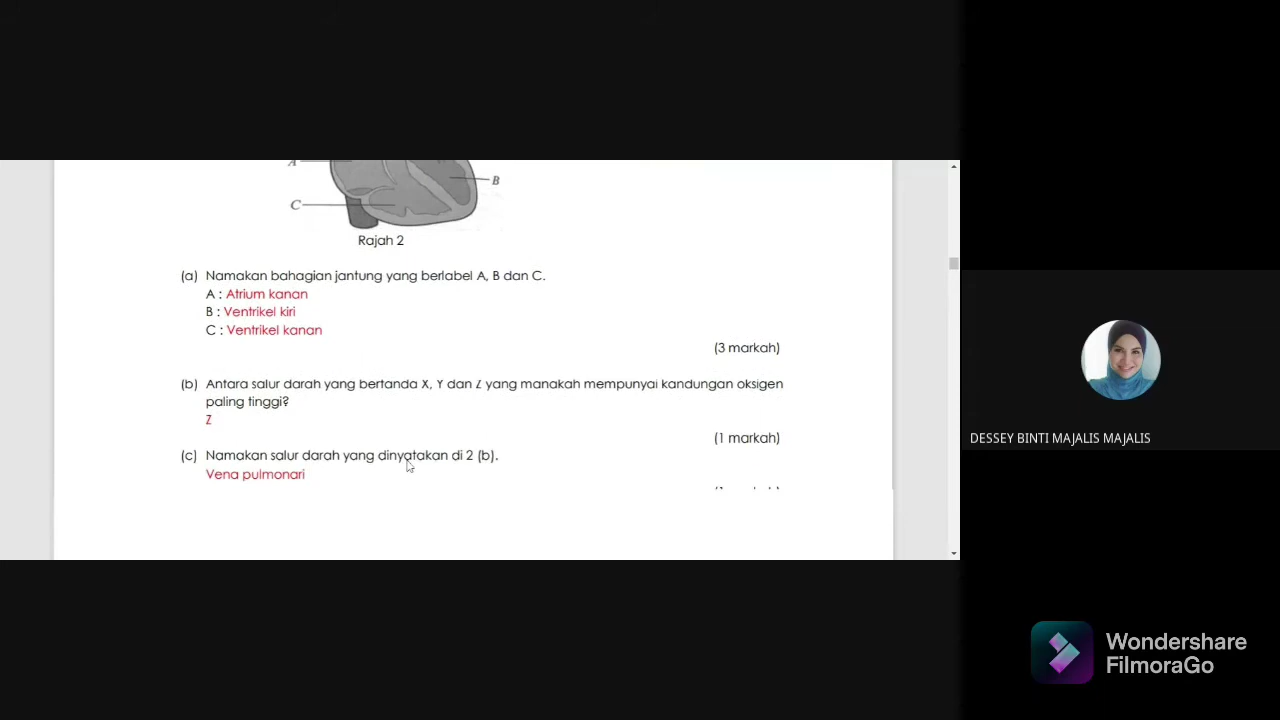 A
B
C
Rajah 2
(a) Namakan bahagian jantung yang berlabel A, B dan C.
A : Atrium kanan
B : Ventrikel kiri
C : Ventrikel kanan
(3 markah)
(b) Antara salur darah yang bertanda X, Y dan Z yang manakah mempunyai kandungan oksigen
paling tinggi?
Z
(1 markah)
(c) Namakan salur darah yang dinyatakan di 2 (b).
Vena pulmonari
DESSEY BINTI MAJALIS MAJALIS
Wondershare
FilmoraGo